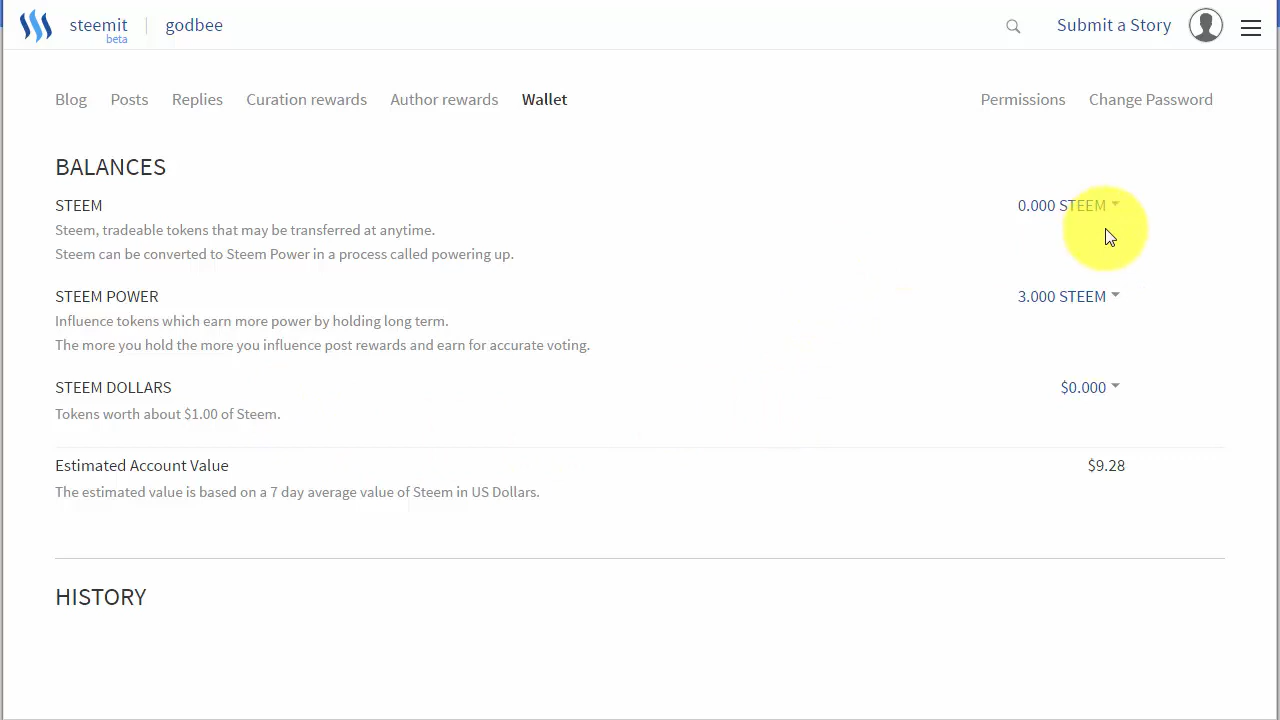 steemit beta godbee Submit a Story
Blog Posts Replies Curation rewards Author rewards Wallet Permissions Change Password
BALANCES
STEEM 0.000 STEEM
Steem, tradeable tokens that may be transferred at anytime.
Steem can be converted to Steem Power in a process called powering up.
STEEM POWER 3.000 STEEM
Influence tokens which earn more power by holding long term.
The more you hold the more you influence post rewards and earn for accurate voting.
STEEM DOLLARS $0.000
Tokens worth about $1.00 of Steem.
Estimated Account Value $9.28
The estimated value is based on a 7 day average value of Steem in US Dollars.
HISTORY